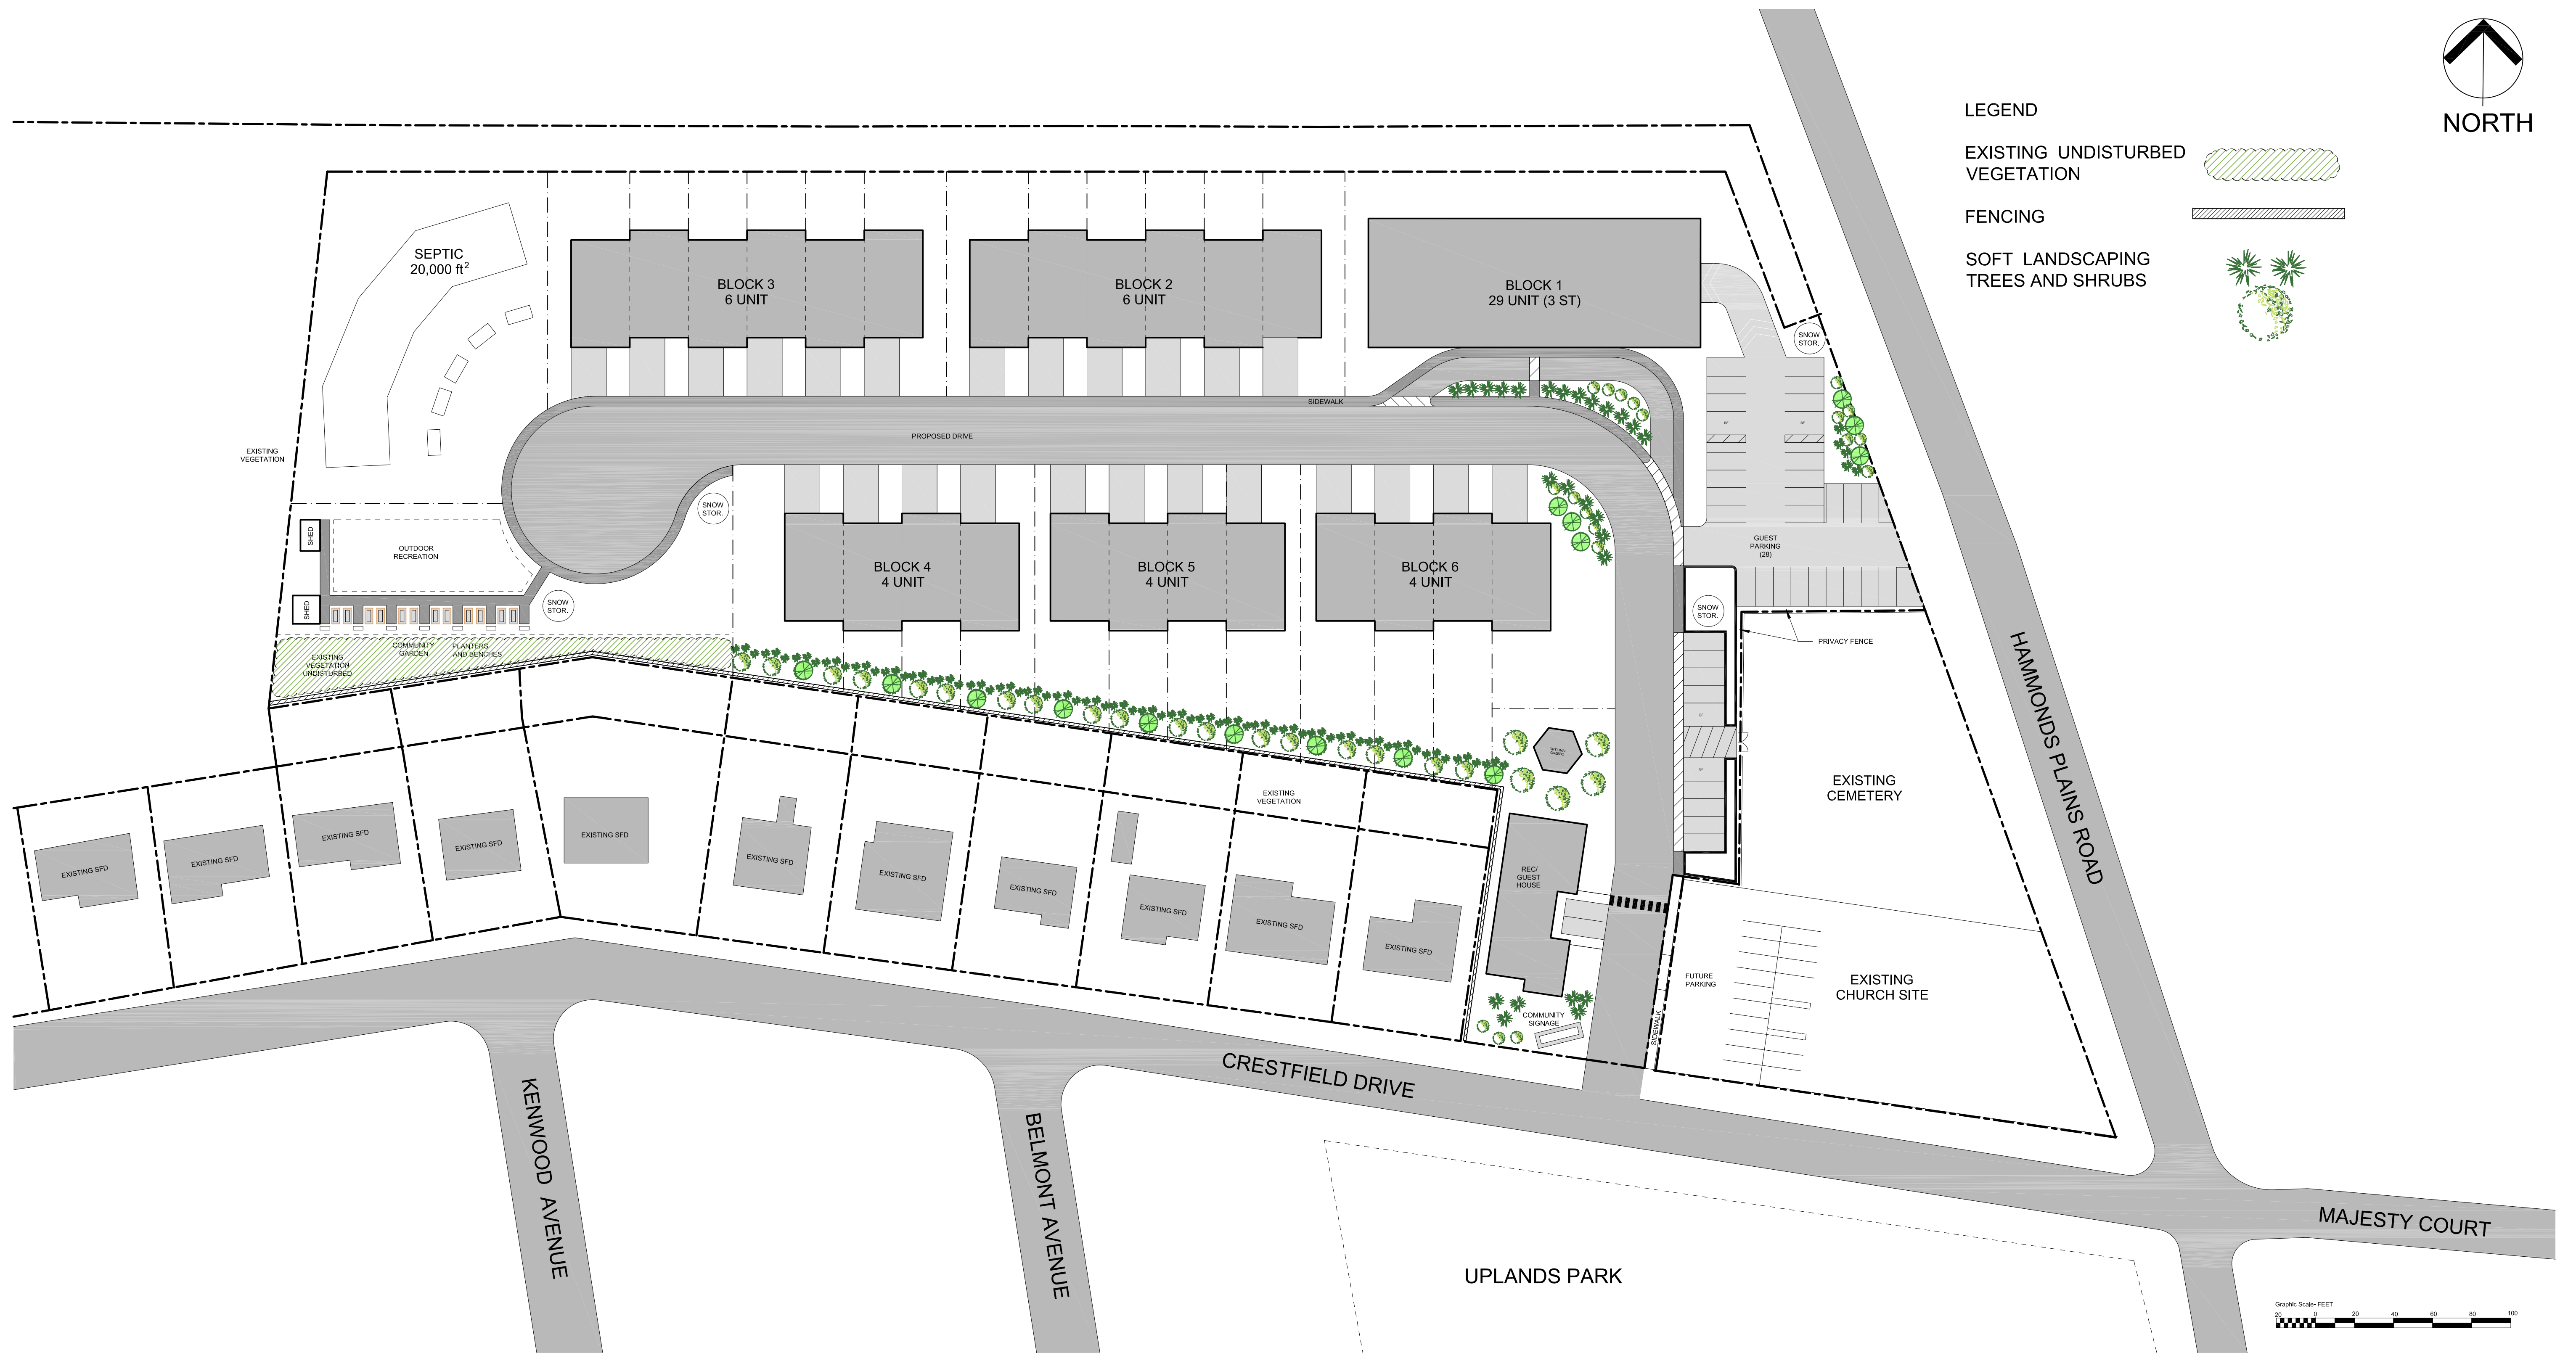 NORTH
LEGEND
EXISTING UNDISTURBED
VEGETATION
FENCING
SOFT LANDSCAPING
TREES AND SHRUBS
SEPTIC
20,000 ft²
BLOCK 3
6 UNIT
BLOCK 2
6 UNIT
BLOCK 1
29 UNIT (3 ST)
SNOW
STOR.
SIDEWALK
PROPOSED DRIVE
EXISTING
VEGETATION
SNOW
STOR.
SHED
OUTDOOR
RECREATION
BLOCK 4
4 UNIT
BLOCK 5
4 UNIT
BLOCK 6
4 UNIT
GUEST
PARKING
(28)
SHED
SNOW
STOR.
SNOW
STOR.
PRIVACY FENCE
EXISTING
VEGETATION
UNDISTURBED
COMMUNITY
GARDEN
PLANTERS
AND BENCHES
HAMMONDS PLAINS ROAD
EXISTING
CEMETERY
EXISTING
VEGETATION
EXISTING SFD
EXISTING SFD
EXISTING SFD
EXISTING SFD
EXISTING SFD
EXISTING SFD
EXISTING SFD
EXISTING SFD
EXISTING SFD
EXISTING SFD
EXISTING SFD
REC/
GUEST
HOUSE
FUTURE
PARKING
EXISTING
CHURCH SITE
COMMUNITY
SIGNAGE
SIDEWALK
CRESTFIELD DRIVE
KENWOOD AVENUE
BELMONT AVENUE
MAJESTY COURT
UPLANDS PARK
Graphic Scale- FEET
20 0 20 40 60 80 100